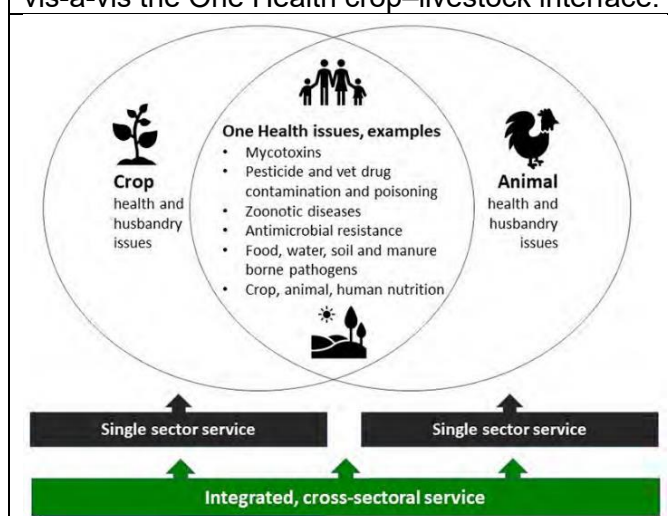 vis-à-vis the One Health crop–livestock interface.
One Health issues, examples
• Mycotoxins
• Pesticide and vet drug
contamination and poisoning
• Zoonotic diseases
• Antimicrobial resistance
• Food, water, soil and manure
borne pathogens
• Crop, animal, human nutrition
Crop
health and
husbandry
issues
Animal
health and
husbandry
issues
Single sector service
Single sector service
Integrated, cross-sectoral service